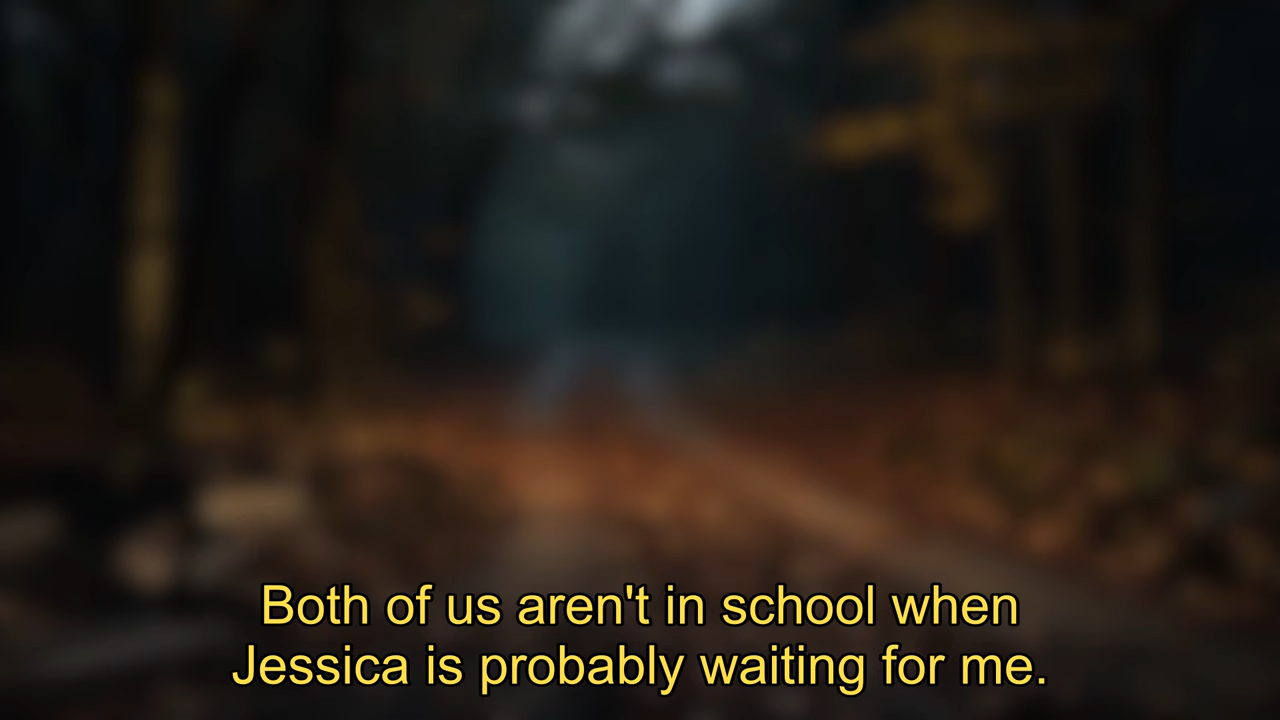 Both of us aren't in school when
Jessica is probably waiting for me.